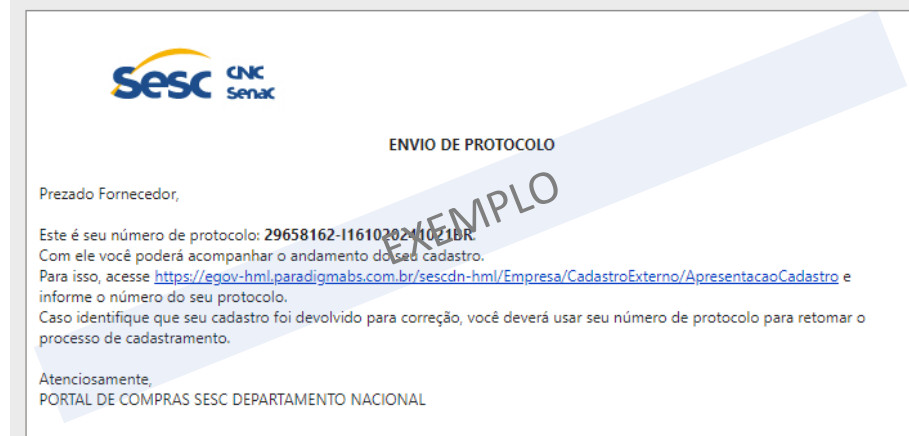 Sesc CNC
Senac
ENVIO DE PROTOCOLO
Prezado Fornecedor,
EXEMPLO
Este é seu número de protocolo: 29658162-I161020241021BR.
Com ele você poderá acompanhar o andamento do seu cadastro.
Para isso, acesse https://egov-hml.paradigmabs.com.br/sescdn-hml/Empresa/CadastroExterno/ApresentacaoCadastro e
informe o número do seu protocolo.
Caso identifique que seu cadastro foi devolvido para correção, você deverá usar seu número de protocolo para retomar o
processo de cadastramento.
Atenciosamente,
PORTAL DE COMPRAS SESC DEPARTAMENTO NACIONAL